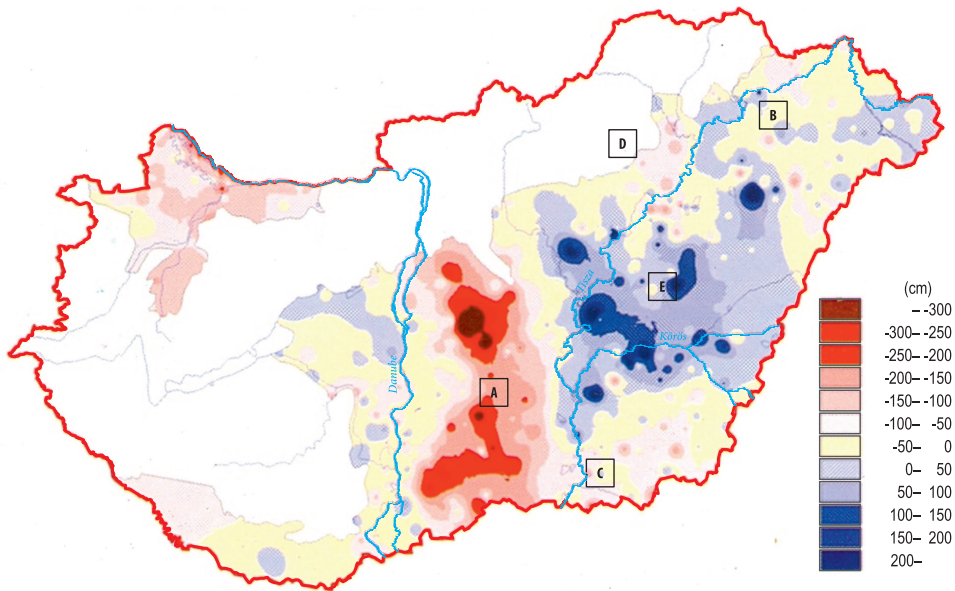 B
D
Tisza
E
Danube
Körös
A
C
(cm)
– -300
-300– -250
-250– -200
-200– -150
-150– -100
-100– -50
-50– 0
0– 50
50– 100
100– 150
150– 200
200–